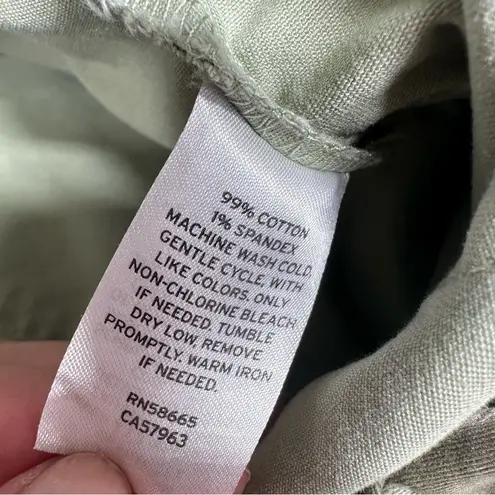 99% COTTON
1% SPANDEX
MACHINE WASH COLD
GENTLE CYCLE, WITH
LIKE COLORS. ONLY
NON-CHLORINE BLEACH
IF NEEDED. TUMBLE
DRY LOW. REMOVE
PROMPTLY. WARM IRON
IF NEEDED.
RN58665
CA57963